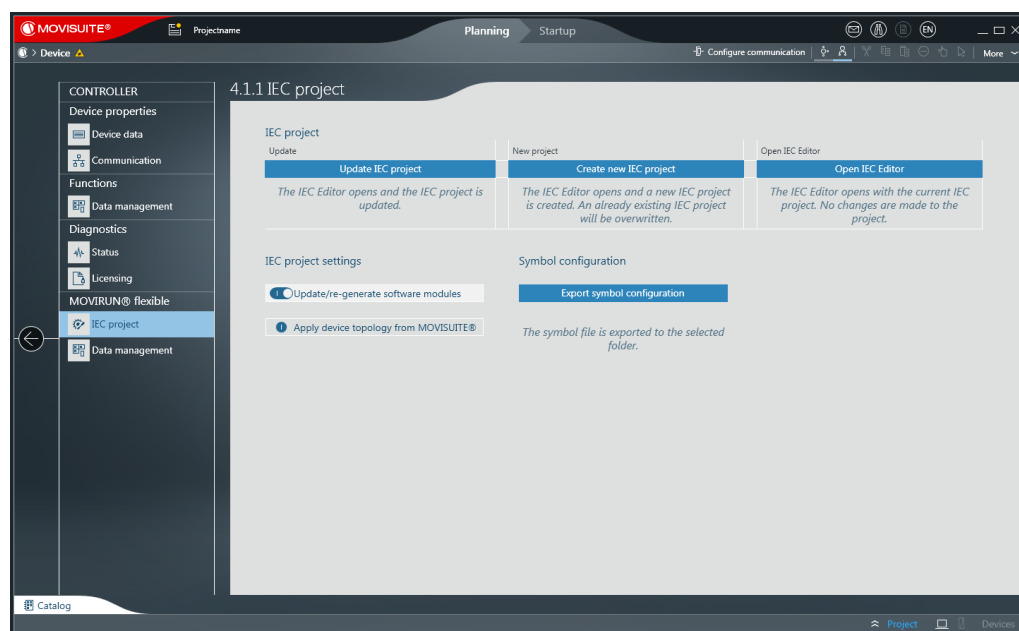 MOVISUITE®
Projectname
Planning
Startup
EN
> Device
Configure communication
More
CONTROLLER
Device properties
Device data
Communication
Functions
Data management
Diagnostics
Status
Licensing
MOVIRUN® flexible
IEC project
Data management
4.1.1 IEC project
IEC project
Update
New project
Open IEC Editor
Update IEC project
Create new IEC project
Open IEC Editor
The IEC Editor opens and the IEC project is
updated.
The IEC Editor opens and a new IEC project
is created. An already existing IEC project
will be overwritten.
The IEC Editor opens with the current IEC
project. No changes are made to the
project.
IEC project settings
Symbol configuration
Update/re-generate software modules
Export symbol configuration
Apply device topology from MOVISUITE®
The symbol file is exported to the selected
folder.
Catalog
Project
Devices